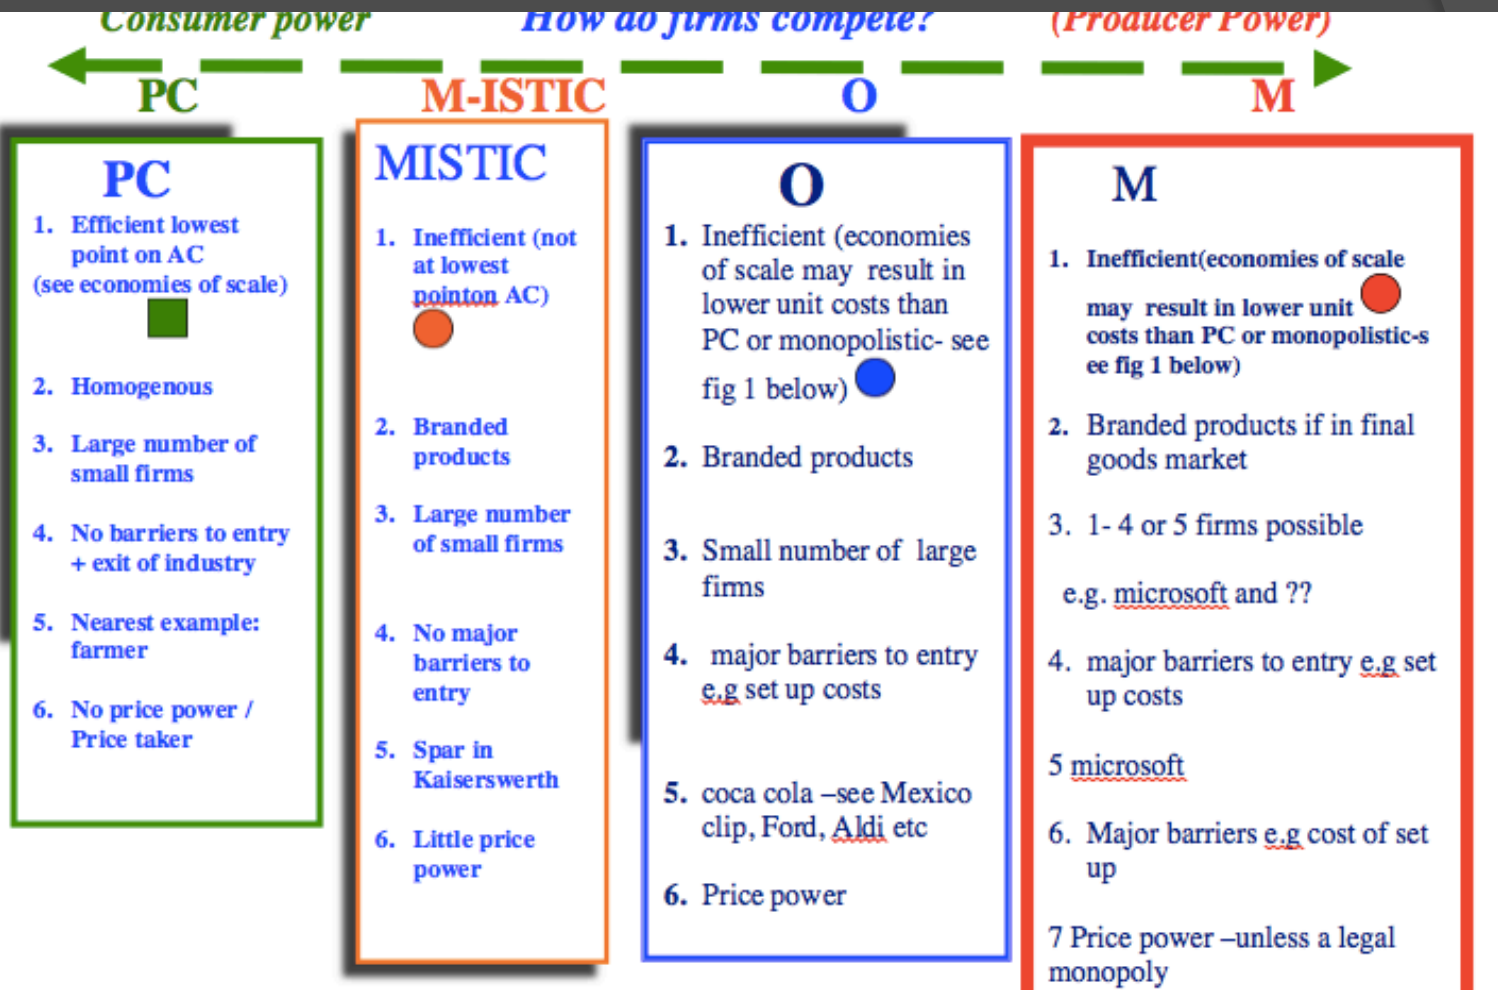 Consumer power
How do firms compete?
(Producer Power)
PC
M-ISTIC
O
M
PC
1. Efficient lowest
point on AC
(see economies of scale)
2. Homogenous
3. Large number of
small firms
4. No barriers to entry
+ exit of industry
5. Nearest example:
farmer
6. No price power /
Price taker
MISTIC
1. Inefficient (not
at lowest
pointon AC)
2. Branded
products
3. Large number
of small firms
4. No major
barriers to
entry
5. Spar in
Kaiserswerth
6. Little price
power
O
1. Inefficient (economies
of scale may result in
lower unit costs than
PC or monopolistic- see
fig 1 below)
2. Branded products
3. Small number of large
firms
4. major barriers to entry
e.g set up costs
5. coca cola –see Mexico
clip, Ford, Aldi etc
6. Price power
M
1. Inefficient(economies of scale
may result in lower unit
costs than PC or monopolistic-s
ee fig 1 below)
2. Branded products if in final
goods market
3. 1- 4 or 5 firms possible
e.g. microsoft and ??
4. major barriers to entry e.g set
up costs
5 microsoft
6. Major barriers e.g cost of set
up
7 Price power –unless a legal
monopoly